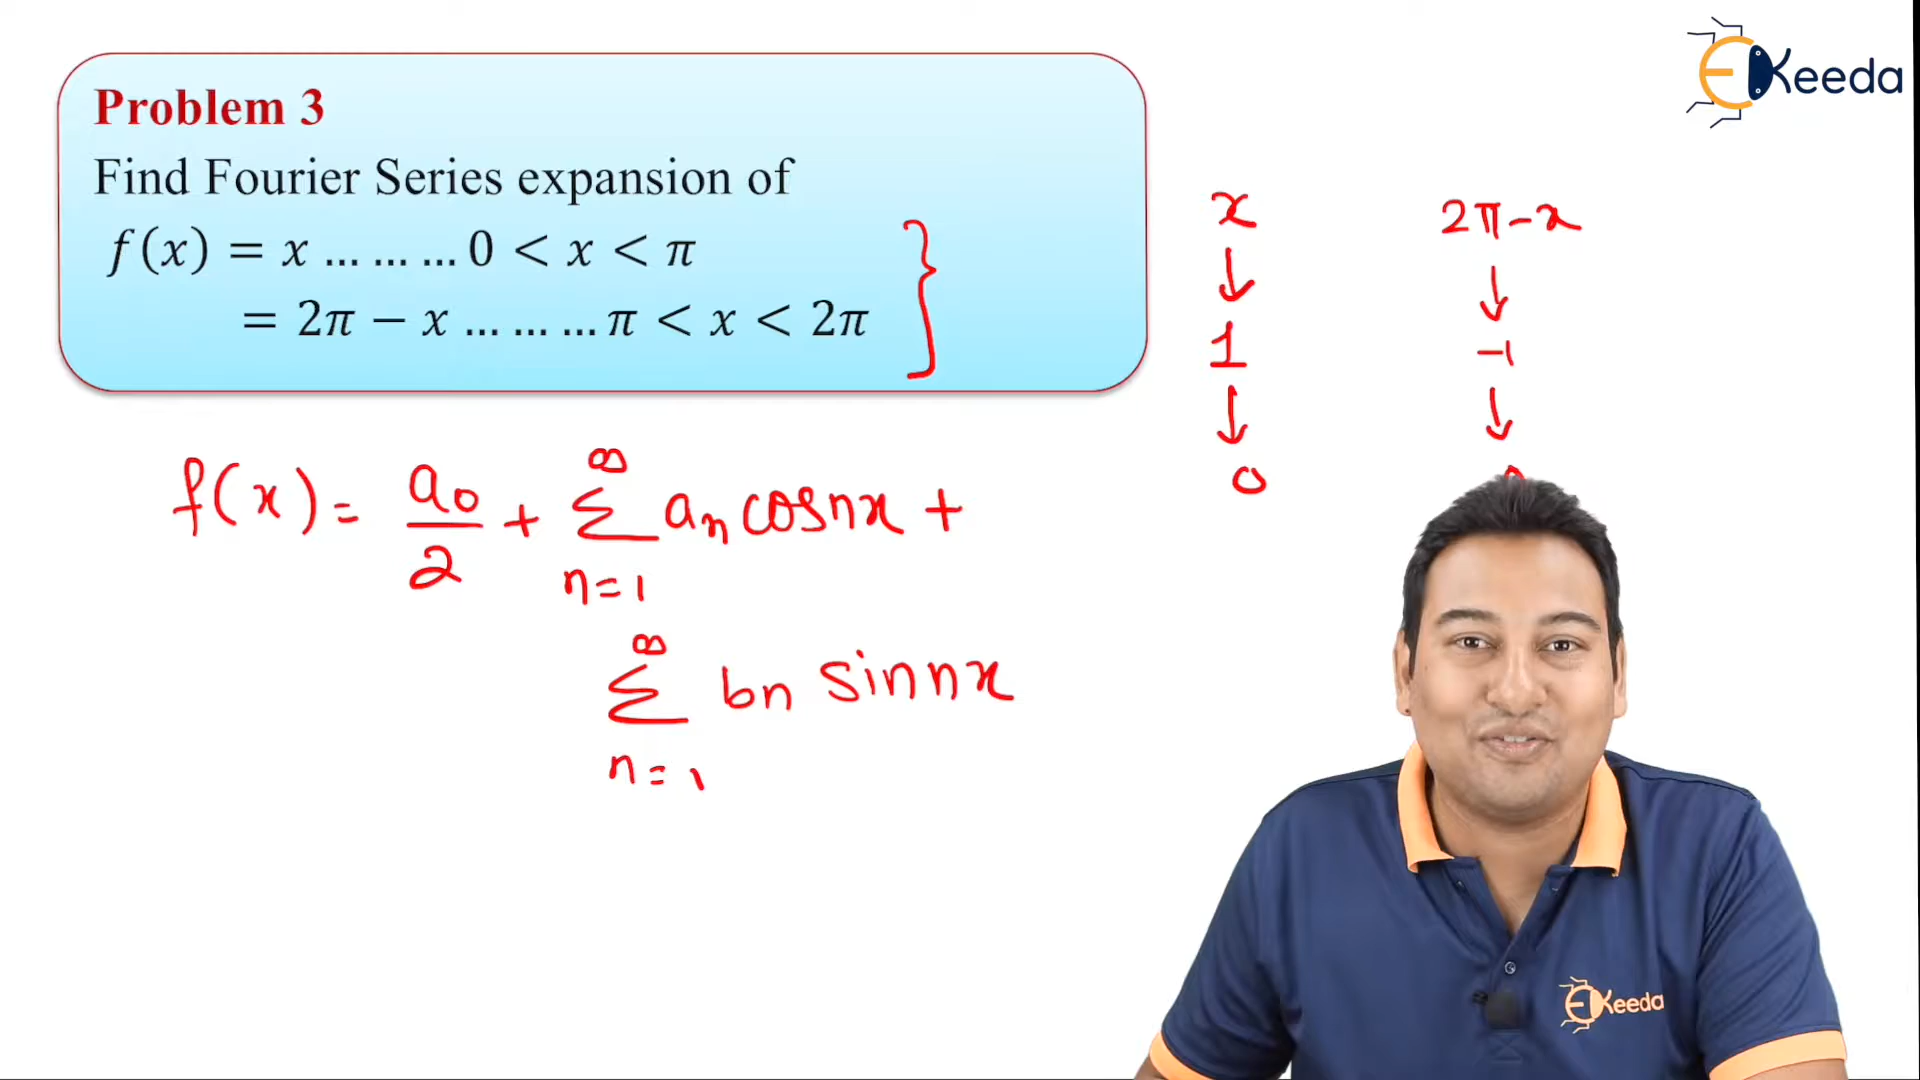 EKeeda
Problem 3
Find Fourier Series expansion of
f(x) = x ... ... ... 0 < x < π
= 2π − x ... ... ... π < x < 2π
x 2π-x
↓ ↓
1 -1
↓ ↓
0
f(x) = a0/2 + ∞ Σ n=1 an cosnx +
∞ Σ n=1 bn sinnx
EKeeda